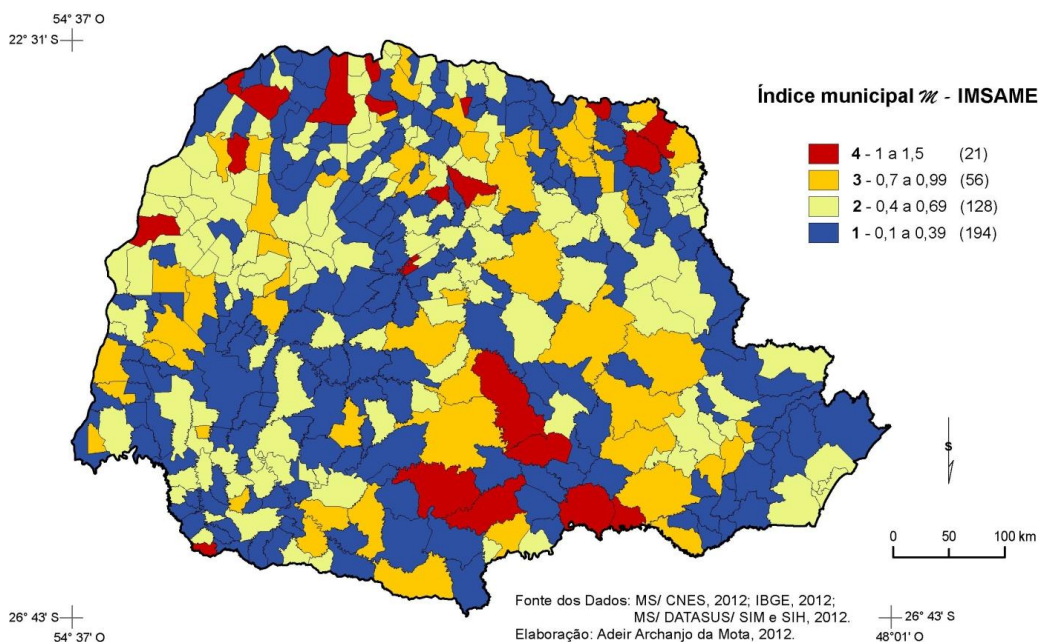 54° 37' O
22° 31' S
Índice municipal m - IMSAME
4 - 1 a 1,5 (21)
3 - 0,7 a 0,99 (56)
2 - 0,4 a 0,69 (128)
1 - 0,1 a 0,39 (194)
S
0 50 100 km
Fonte dos Dados: MS/ CNES, 2012; IBGE, 2012;
MS/ DATASUS/ SIM e SIH, 2012.
Elaboração: Adeir Archanjo da Mota, 2012.
26° 43' S
54° 37' O
26° 43' S
48° 01' O